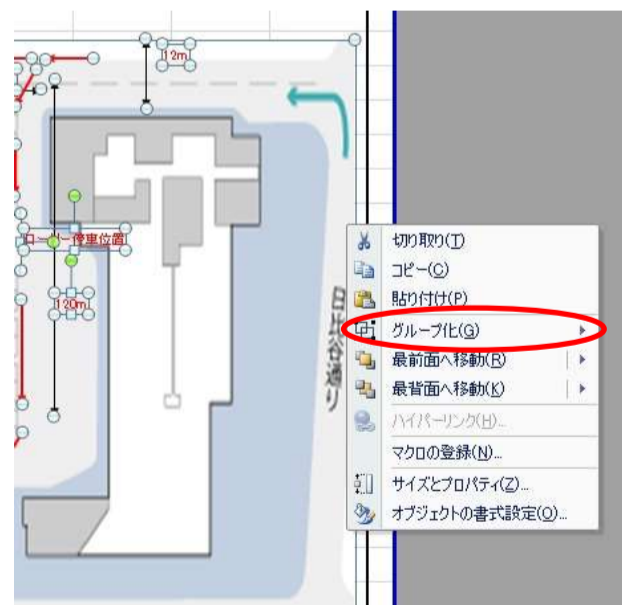 12m
ローリー停車位置
120m
日比谷通り
切り取り(T)
コピー(C)
貼り付け(P)
グループ化(G)
最前面へ移動(R)
最背面へ移動(K)
ハイパーリンク(H)...
マクロの登録(N)...
サイズとプロパティ(Z)...
オブジェクトの書式設定(O)...